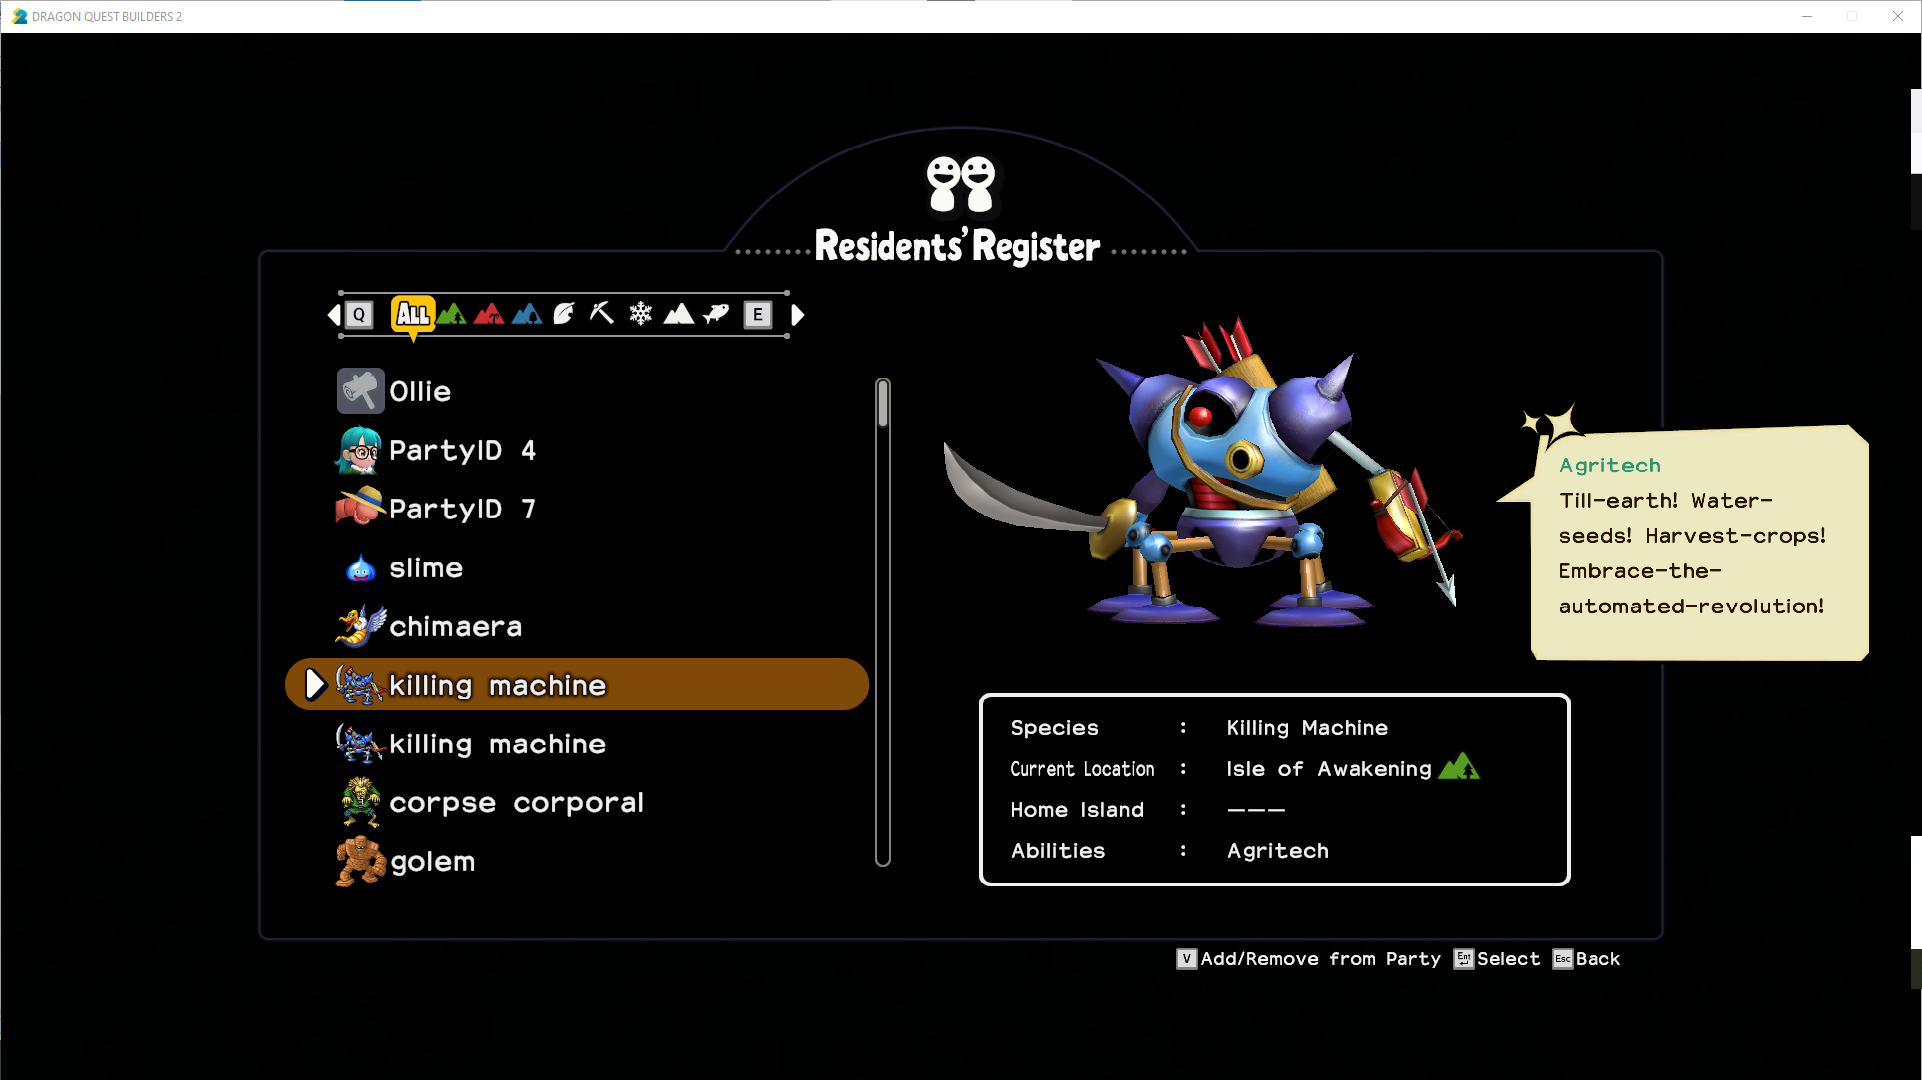 DRAGON QUEST BUILDERS 2
Residents' Register
Q ALL E
Ollie
PartyID 4
PartyID 7
slime
chimaera
killing machine
killing machine
corpse corporal
golem
Agritech
Till-earth! Water-
seeds! Harvest-crops!
Embrace-the-
automated-revolution!
Species : Killing Machine
Current Location : Isle of Awakening
Home Island : ———
Abilities : Agritech
V Add/Remove from Party Ent Select Esc Back